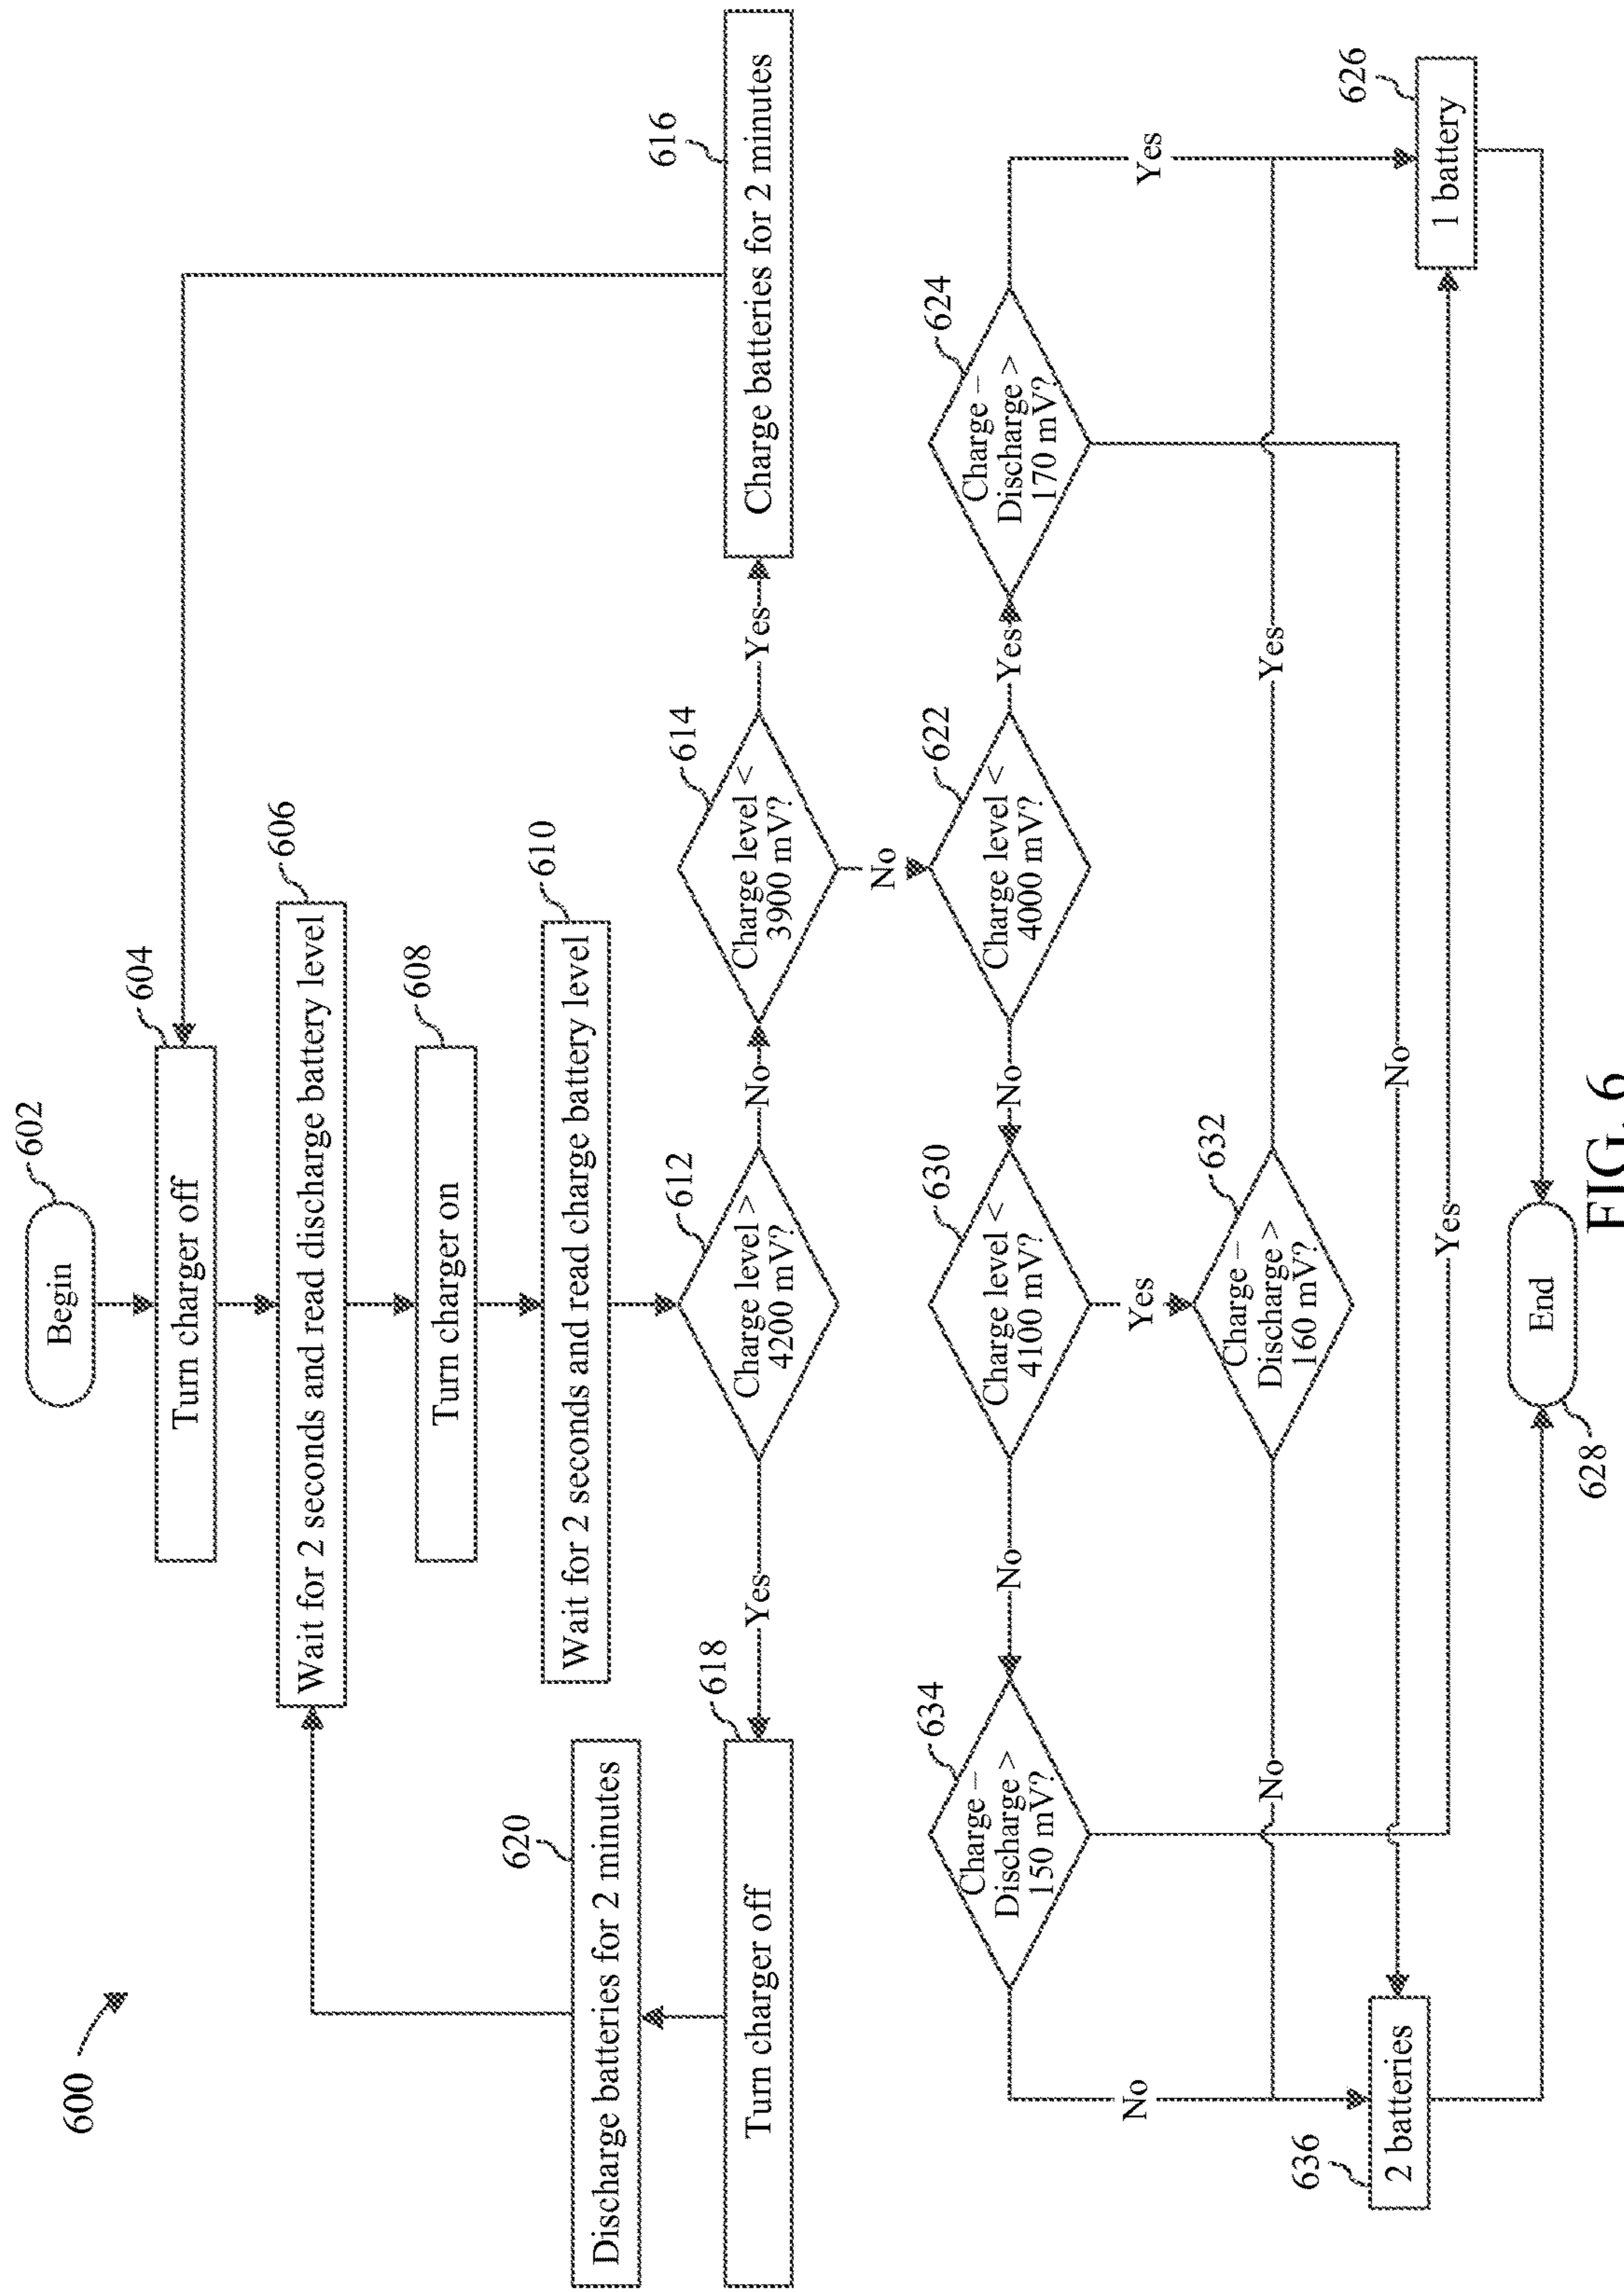 600
Begin
602
Turn charger off
604
Wait for 2 seconds and read discharge battery level
606
Turn charger on
608
Wait for 2 seconds and read charge battery level
610
Discharge batteries for 2 minutes
620
Turn charger off
618
Yes
Charge level >
4200 mV?
612
No
Charge level <
3900 mV?
614
Yes
Charge batteries for 2 minutes
616
No
Charge –
Discharge >
150 mV?
634
No
Charge level <
4100 mV?
630
No
Charge level <
4000 mV?
622
Yes
Charge –
Discharge >
170 mV?
624
No
Yes
Yes
No
Charge –
Discharge >
160 mV?
632
Yes
No
Yes
2 batteries
636
1 battery
626
End
628
FIG. 6